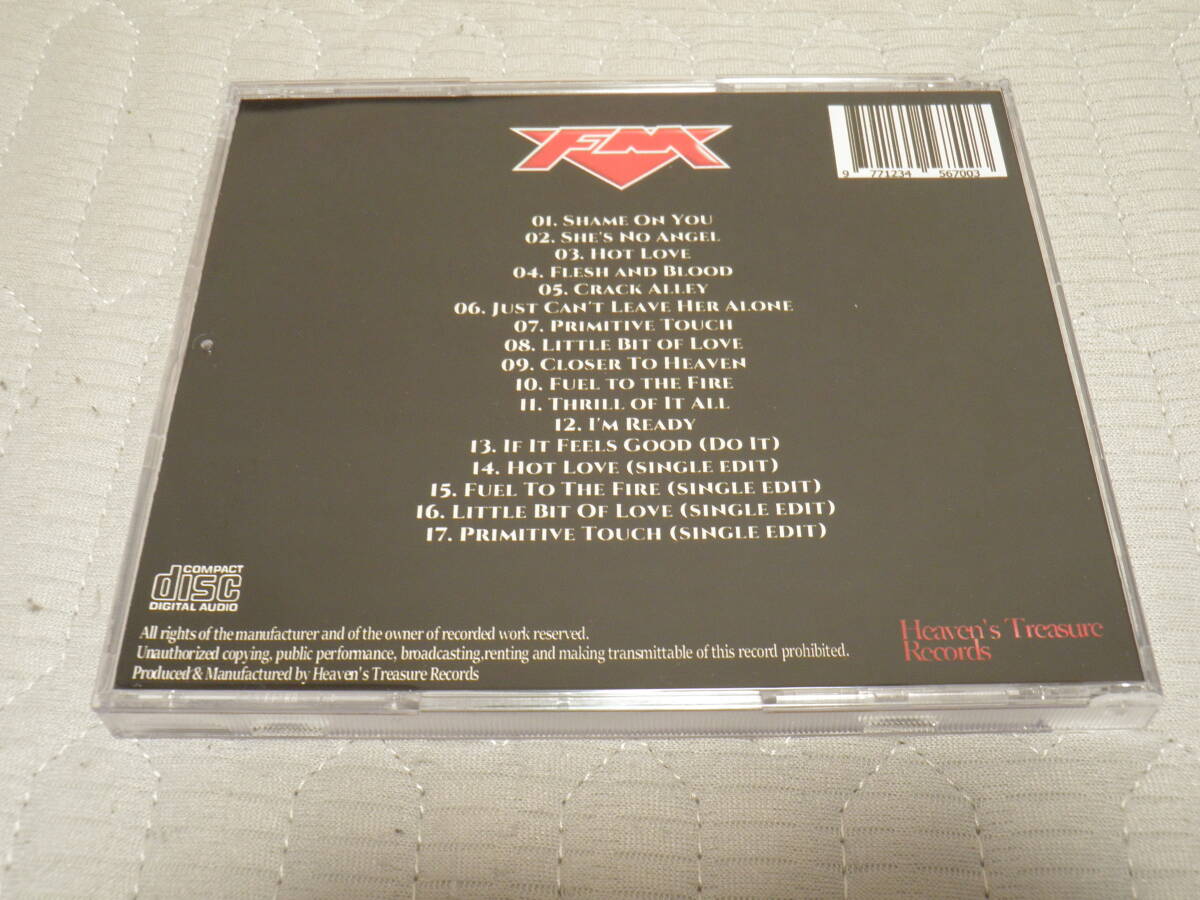 FM
9 771234 567003
01. Shame On You
02. She's No Angel
03. Hot Love
04. Flesh and Blood
05. Crack Alley
06. Just Can't Leave Her Alone
07. Primitive Touch
08. Little Bit of Love
09. Closer To Heaven
10. Fuel to the Fire
11. Thrill of It All
12. I'm Ready
13. If It Feels Good (Do It)
14. Hot Love (single edit)
15. Fuel To The Fire (single edit)
16. Little Bit Of Love (single edit)
17. Primitive Touch (single edit)
COMPACT
disc
DIGITAL AUDIO
All rights of the manufacturer and of the owner of recorded work reserved.
Unauthorized copying, public performance, broadcasting,renting and making transmittable of this record prohibited.
Produced & Manufactured by Heaven's Treasure Records
Heaven's Treasure
Records